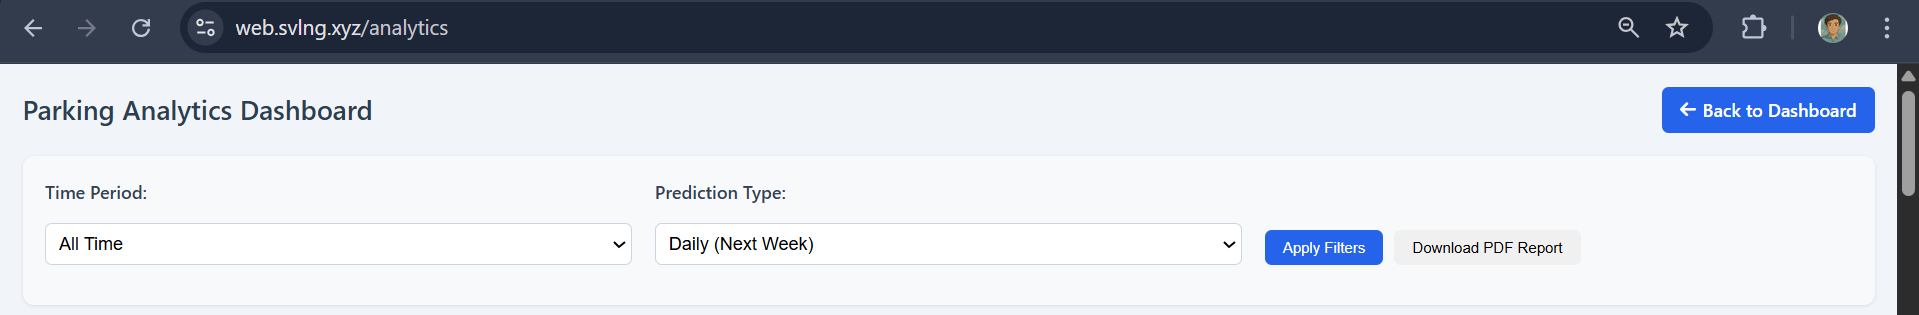 web.svlng.xyz/analytics
Parking Analytics Dashboard
Back to Dashboard
Time Period:
Prediction Type:
All Time
Daily (Next Week)
Apply Filters
Download PDF Report